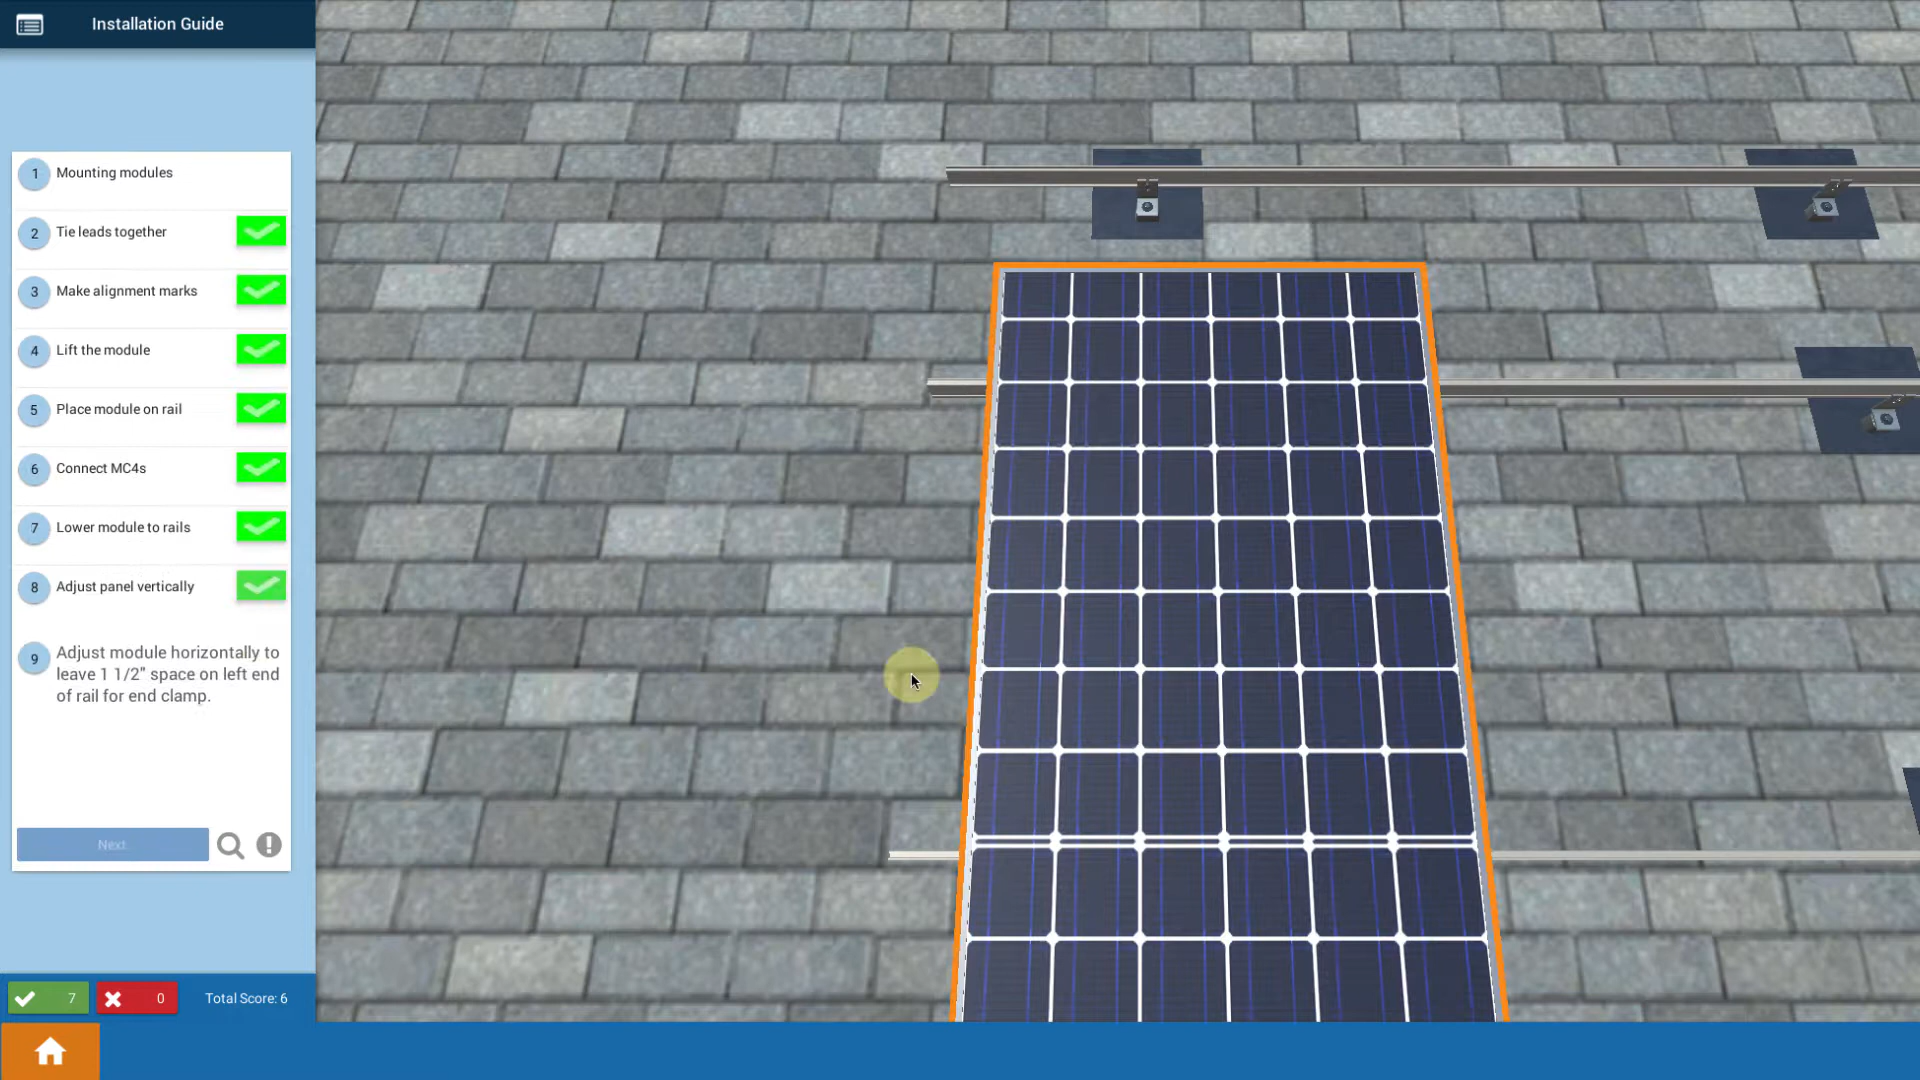 Installation Guide
1 Mounting modules
2 Tie leads together
3 Make alignment marks
4 Lift the module
5 Place module on rail
6 Connect MC4s
7 Lower module to rails
8 Adjust panel vertically
9 Adjust module horizontally to
leave 1 1/2" space on left end
of rail for end clamp.
Next
7 0 Total Score: 6